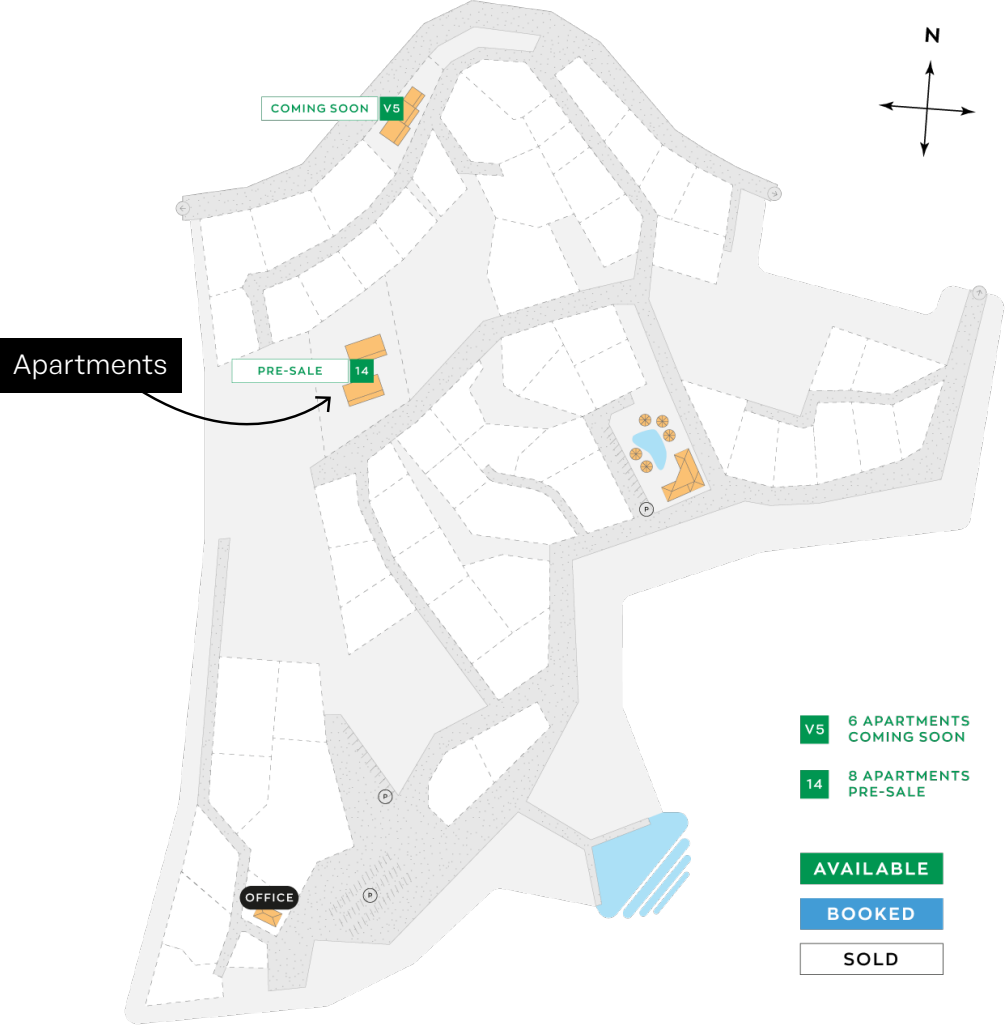 N
COMING SOON V5
PRE-SALE 14
Apartments
P
V5 6 APARTMENTS
COMING SOON
14 8 APARTMENTS
PRE-SALE
P
AVAILABLE
P
OFFICE
BOOKED
SOLD